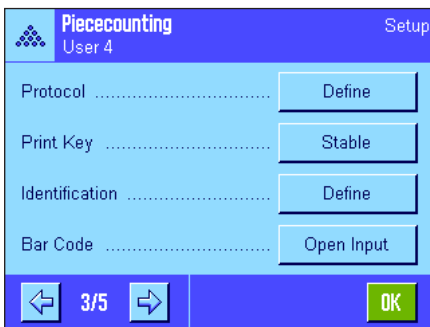 Piececounting Setup
User 4
Protocol .............................. Define
Print Key ............................ Stable
Identification ........................ Define
Bar Code ............................ Open Input
3/5 OK